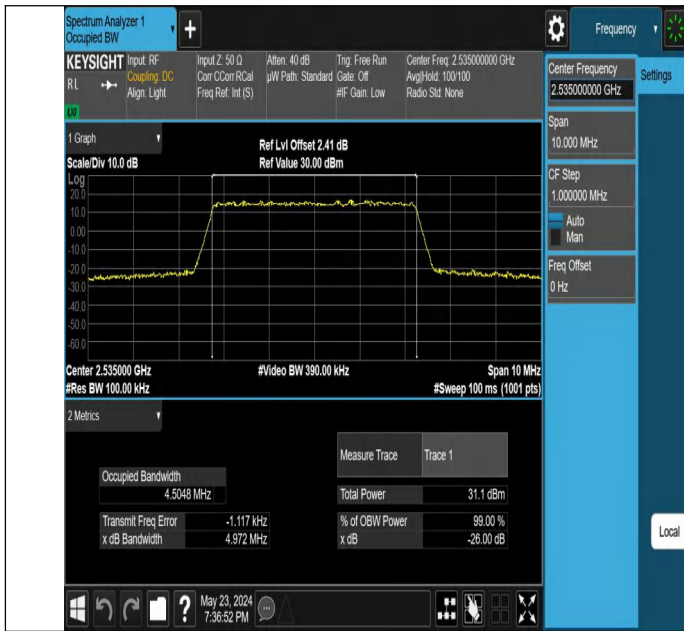 Spectrum Analyzer 1
Occupied BW
+
Frequency
KEYSIGHT
RL
LXI
Input: RF
Coupling: DC
Align: Light
Input Z: 50 Ω
Corr CCorr RCal
Freq Ref: Int (S)
Atten: 40 dB
µW Path: Standard
Trig: Free Run
Gate: Off
#IF Gain: Low
Center Freq: 2.535000000 GHz
Avg|Hold: 100/100
Radio Std: None
Center Frequency
2.535000000 GHz
Settings
Span
10.000 MHz
CF Step
1.000000 MHz
Auto
Man
Freq Offset
0 Hz
Local
1 Graph
Scale/Div 10.0 dB
Ref Lvl Offset 2.41 dB
Ref Value 30.00 dBm
Log
20.0
10.0
0.00
-10.0
-20.0
-30.0
-40.0
-50.0
-60.0
Center 2.535000 GHz
#Video BW 390.00 kHz
Span 10 MHz
#Res BW 100.00 kHz
#Sweep 100 ms (1001 pts)
2 Metrics
Measure Trace
Trace 1
Occupied Bandwidth
4.5048 MHz
Total Power
31.1 dBm
Transmit Freq Error
-1.117 kHz
% of OBW Power
99.00 %
x dB Bandwidth
4.972 MHz
x dB
-26.00 dB
?
May 23, 2024
7:36:52 PM